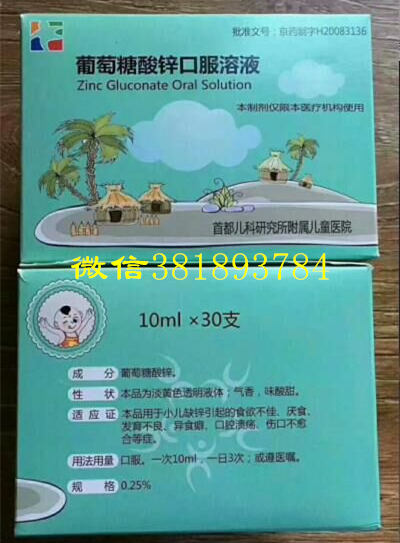 批准文号：京药制字H20083136
葡萄糖酸锌口服溶液
Zinc Gluconate Oral Solution
本制剂仅限本医疗机构使用
首都儿科研究所附属儿童医院
微信381893784
10ml ×30支
成 分 葡萄糖酸锌。
性 状 本品为淡黄色透明液体；气香，味酸甜。
适 应 证 本品用于小儿缺锌引起的食欲不佳、厌食、
发育不良、异食癖、口腔溃疡、伤口不愈
合等症。
用法用量 口服。一次10ml，一日3次；或遵医嘱。
规 格 0.25%